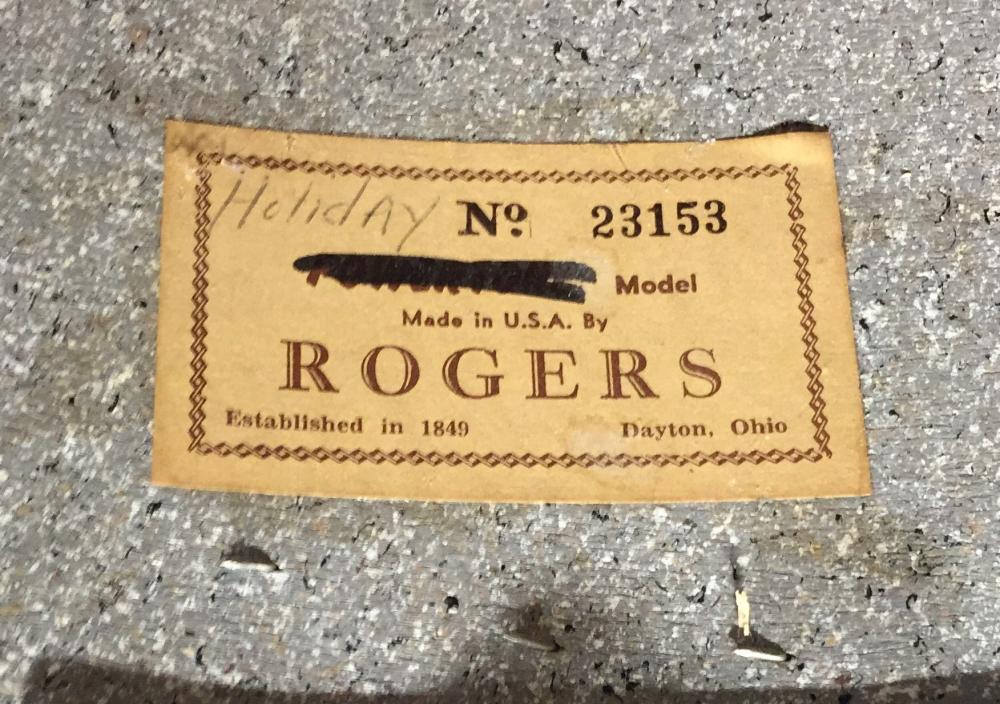 Holiday Nº 23153
Model
Made in U.S.A. By
ROGERS
Established in 1849 Dayton, Ohio